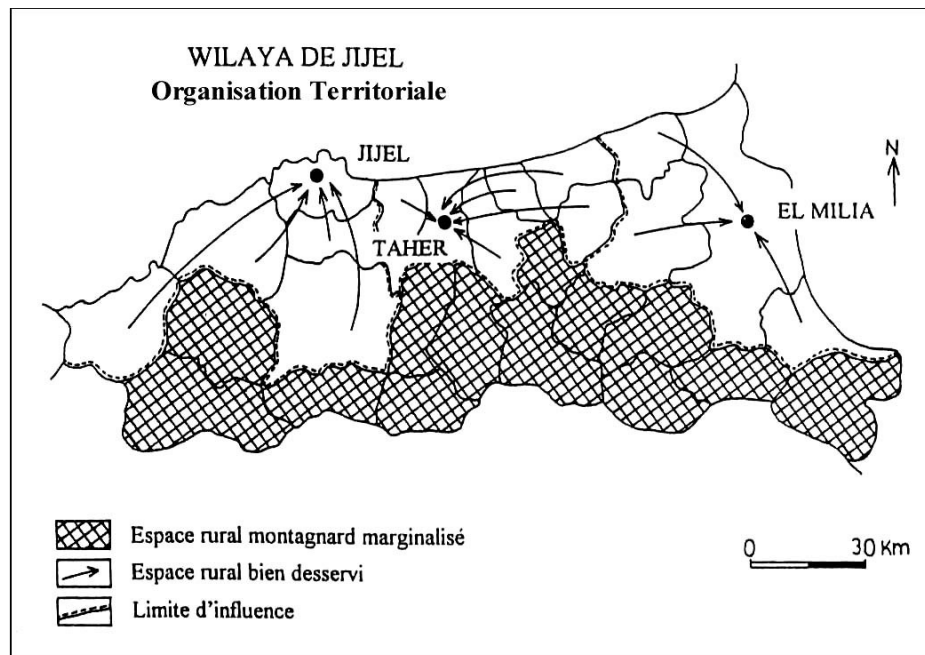 WILAYA DE JIJEL
Organisation Territoriale
JIJEL
N
EL MILIA
TAHER
Espace rural montagnard marginalisé
Espace rural bien desservi
Limite d'influence
0 30 Km